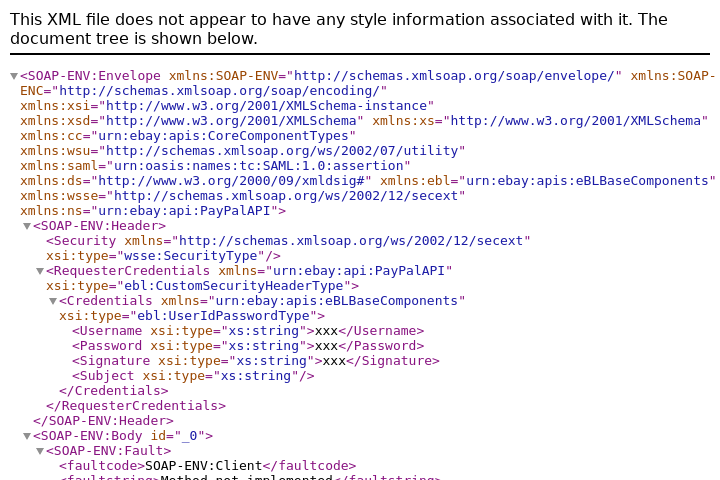 This XML file does not appear to have any style information associated with it. The
document tree is shown below.
<SOAP-ENV:Envelope xmlns:SOAP-ENV="http://schemas.xmlsoap.org/soap/envelope/" xmlns:SOAP-
ENC="http://schemas.xmlsoap.org/soap/encoding/"
xmlns:xsi="http://www.w3.org/2001/XMLSchema-instance"
xmlns:xsd="http://www.w3.org/2001/XMLSchema" xmlns:xs="http://www.w3.org/2001/XMLSchema"
xmlns:cc="urn:ebay:apis:CoreComponentTypes"
xmlns:wsu="http://schemas.xmlsoap.org/ws/2002/07/utility"
xmlns:saml="urn:oasis:names:tc:SAML:1.0:assertion"
xmlns:ds="http://www.w3.org/2000/09/xmldsig#" xmlns:ebl="urn:ebay:apis:eBLBaseComponents"
xmlns:wsse="http://schemas.xmlsoap.org/ws/2002/12/secext"
xmlns:ns="urn:ebay:api:PayPalAPI">
<SOAP-ENV:Header>
<Security xmlns="http://schemas.xmlsoap.org/ws/2002/12/secext"
xsi:type="wsse:SecurityType"/>
<RequesterCredentials xmlns="urn:ebay:api:PayPalAPI"
xsi:type="ebl:CustomSecurityHeaderType">
<Credentials xmlns="urn:ebay:apis:eBLBaseComponents"
xsi:type="ebl:UserIdPasswordType">
<Username xsi:type="xs:string">xxx</Username>
<Password xsi:type="xs:string">xxx</Password>
<Signature xsi:type="xs:string">xxx</Signature>
<Subject xsi:type="xs:string"/>
</Credentials>
</RequesterCredentials>
</SOAP-ENV:Header>
<SOAP-ENV:Body id="_0">
<SOAP-ENV:Fault>
<faultcode>SOAP-ENV:Client</faultcode>
<faultstring>Method not implemented</faultstring>